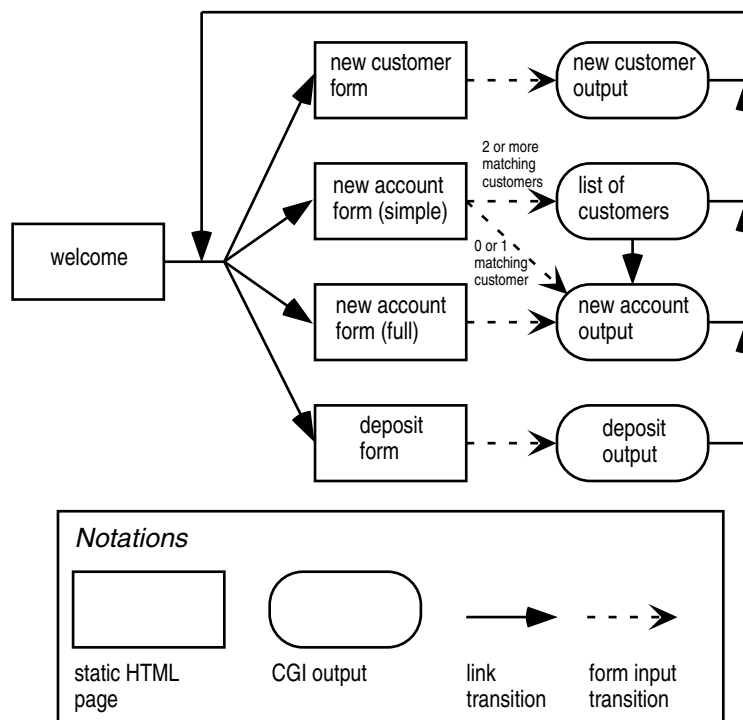 new customer
form
new customer
output
2 or more
matching
customers
new account
form (simple)
list of
customers
welcome
0 or 1
matching
customer
new account
form (full)
new account
output
deposit
form
deposit
output
Notations
static HTML
page
CGI output
link
transition
form input
transition